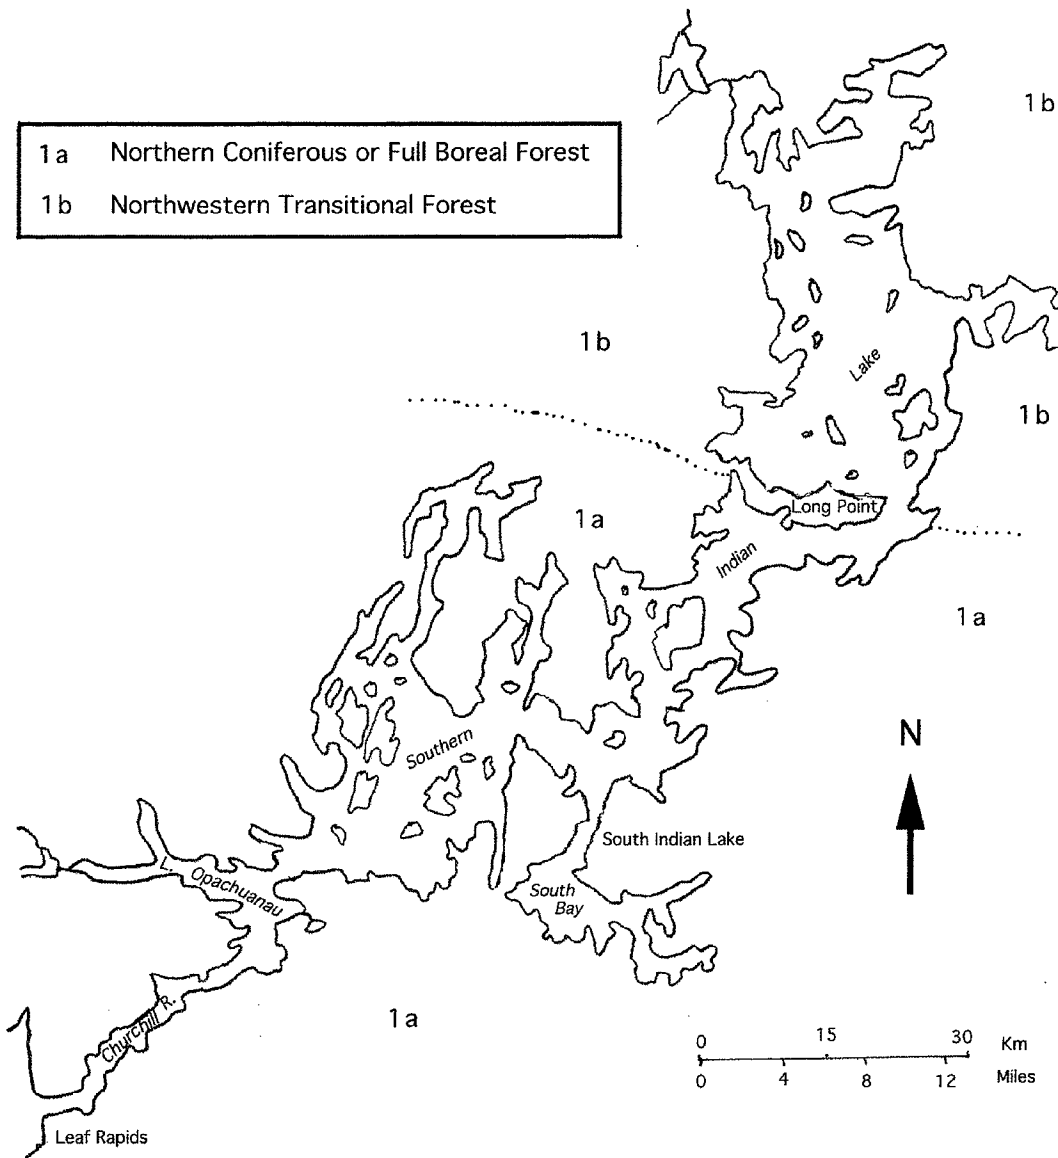 1b
1a Northern Coniferous or Full Boreal Forest
1b Northwestern Transitional Forest
1b
Lake
1b
Long Point
1a
Indian
1a
Southern
N
South Indian Lake
L. Opachuanau
South
Bay
Churchill R.
1a
0 15 30 Km
0 4 8 12 Miles
Leaf Rapids